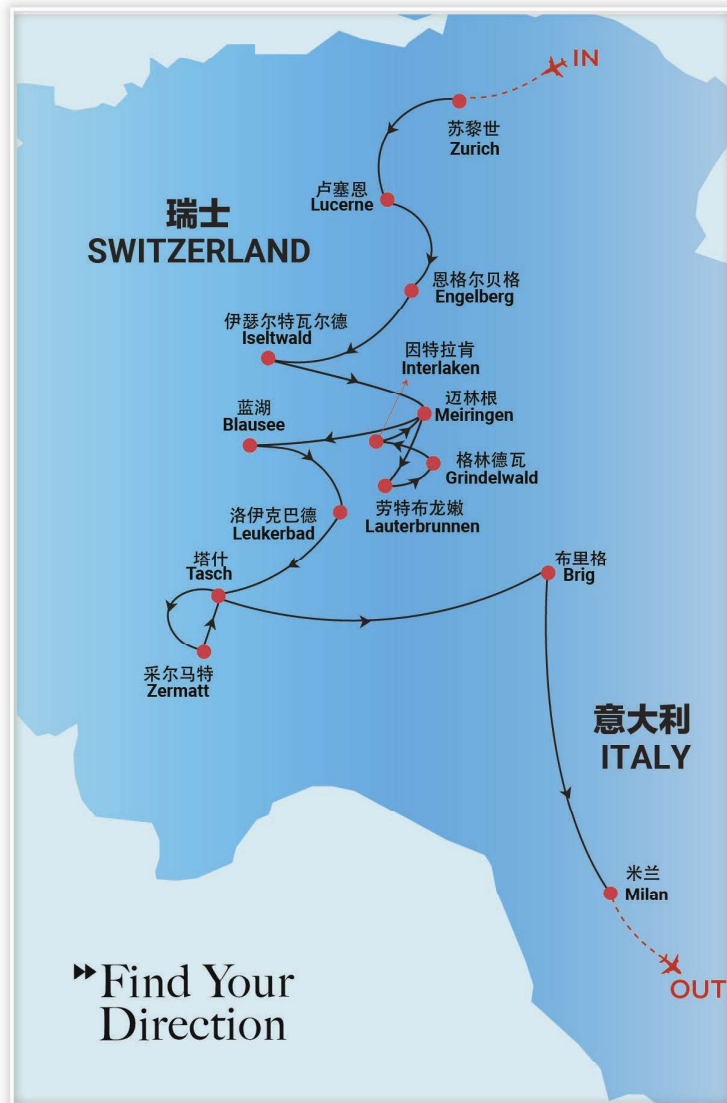 IN
苏黎世
Zurich
卢塞恩
Lucerne
瑞士
SWITZERLAND
恩格尔贝格
Engelberg
伊瑟尔特瓦尔德
Iseltwald
因特拉肯
Interlaken
迈林根
Meiringen
蓝湖
Blausee
格林德瓦
Grindelwald
劳特布龙嫩
Lauterbrunnen
洛伊克巴德
Leukerbad
塔什
Tasch
布里格
Brig
采尔马特
Zermatt
意大利
ITALY
米兰
Milan
Find Your
Direction
OUT